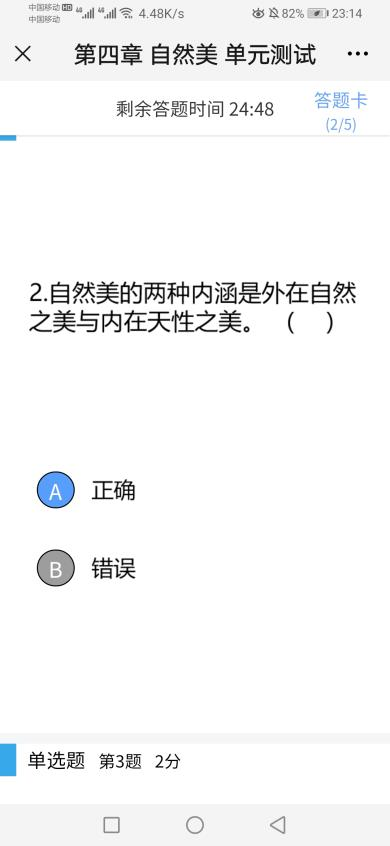 中国移动 HD 4G 4G 4.48K/s 82% 23:14
中国移动
第四章 自然美 单元测试
剩余答题时间 24:48
答题卡
(2/5)
2.自然美的两种内涵是外在自然
之美与内在天性之美。 ( )
A 正确
B 错误
单选题 第3题 2分